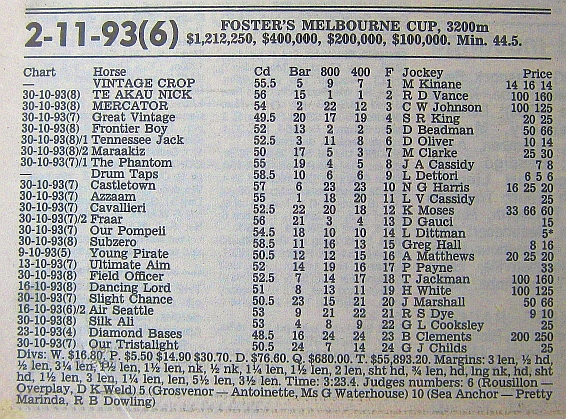 2-11-93(6) FOSTER'S MELBOURNE CUP, 3200m
$1,212,250, $400,000, $200,000, $100,000. Min. 44.5.
Chart Horse Cd Bar 800 400 F Jockey Price
— VINTAGE CROP 55.5 5 9 7 1 M Kinane 14 16 14
30-10-93(8) TE AKAU NICK 56 15 1 1 2 R D Vance 100 160
30-10-93(8) MERCATOR 54 2 22 12 3 C W Johnson 100 125
30-10-93(7) Great Vintage 49.5 20 17 19 4 S R King 20 25
30-10-93(8) Frontier Boy 52 13 2 2 5 D Beadman 50 66
30-10-93(8)/1 Tennessee Jack 52.5 3 11 8 6 D Oliver 10 14
30-10-93(8)/2 Maraakiz 50 17 5 3 7 M Clarke 25 30
30-10-93(7)/1 The Phantom 55 19 4 5 8 J A Cassidy 7 8
— Drum Taps 58.5 10 6 6 9 L Dettori 6 5 6
30-10-93(7) Castletown 57 6 23 23 10 N G Harris 16 25 20
30-10-93(7) Azzaam 55 1 18 20 11 L V Cassidy 25
30-10-93(7) Cavallieri 52.5 22 20 18 12 K Moses 33 66 60
30-10-93(7)/2 Fraar 56 21 3 4 13 D Gauci 15
30-10-93(7) Our Pompeii 54.5 18 10 10 14 L Dittman 5*
30-10-93(8) Subzero 58.5 11 16 13 15 Greg Hall 8 16
9-10-93(5) Young Pirate 50.5 12 12 15 16 A Matthews 20 25 20
13-10-93(7) Ultimate Aim 52 14 19 16 17 P Payne 33
30-10-93(8) Field Officer 52.5 7 14 17 18 T Jackman 100 160
16-10-93(8) Dancing Lord 51 8 13 11 19 H White 100 125
30-10-93(7) Slight Chance 50.5 23 15 21 20 J Marshall 50 66
16-10-93(6)/2 Air Seattle 53 9 21 22 21 R S Dye 9 10
30-10-93(8) Silk Ali 53 4 8 9 22 G L Cooksley 25
23-10-93(4) Diamond Bases 48.5 16 24 24 23 B Clements 200 250
30-10-93(7) Our Tristalight 50.5 24 7 14 24 G J Childs 25
Divs: W. $16.80, P. $5.50 $14.90 $30.70. D. $76.60. Q. $680.00. T. $55,893.20. Margins: 3 len, ½ hd,
½ len, 3¼ len, 1½ len, 1½ len, nk, ½ nk, 1¼ len, 1½ len, 2 len, sht hd, ¾ len, hd, lng nk, hd, sht
hd, 1½ len, 3 len, 1¼ len, len, 5½ len, 3½ len. Time: 3:23.4. Judges numbers: 6 (Rousillon —
Overplay, D K Weld) 5 (Grosvenor — Antoinette, Ms G Waterhouse) 10 (Sea Anchor — Pretty
Marinda, R B Dowling)